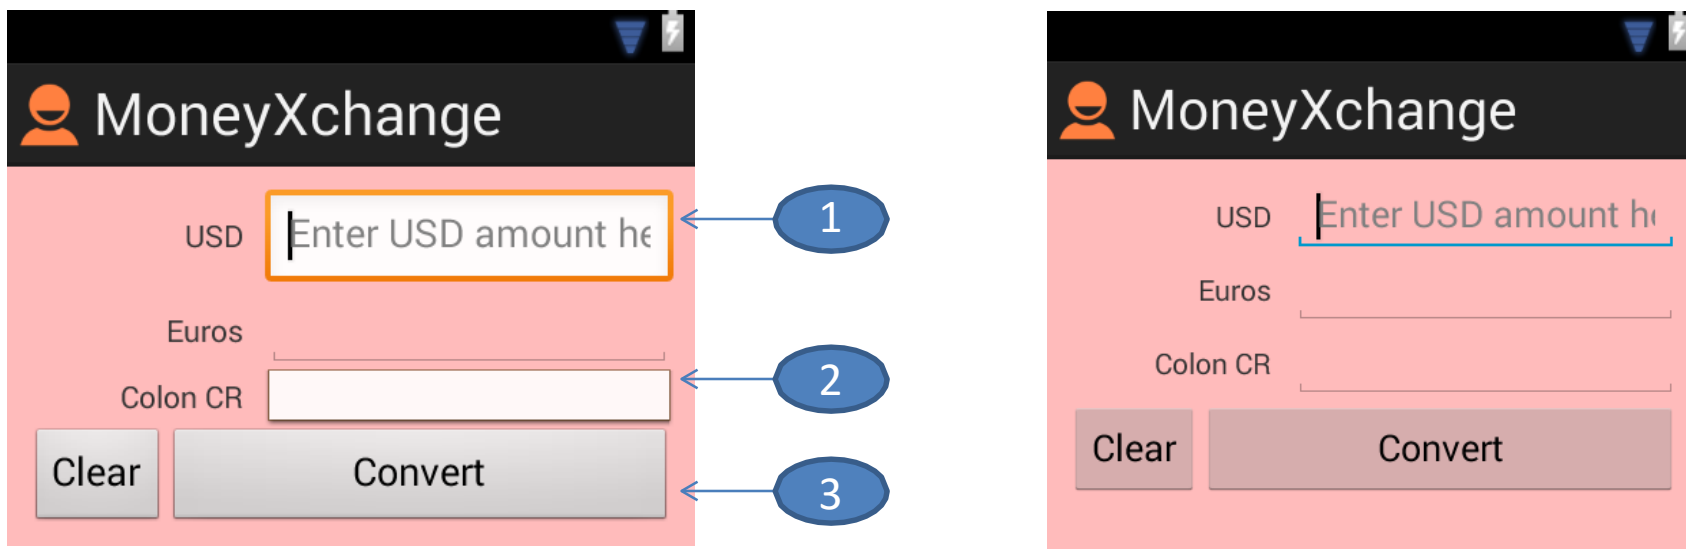 MoneyXchange
USD Enter USD amount he
1
Euros
2
Colon CR
Clear Convert
3
MoneyXchange
USD Enter USD amount h
Euros
Colon CR
Clear Convert